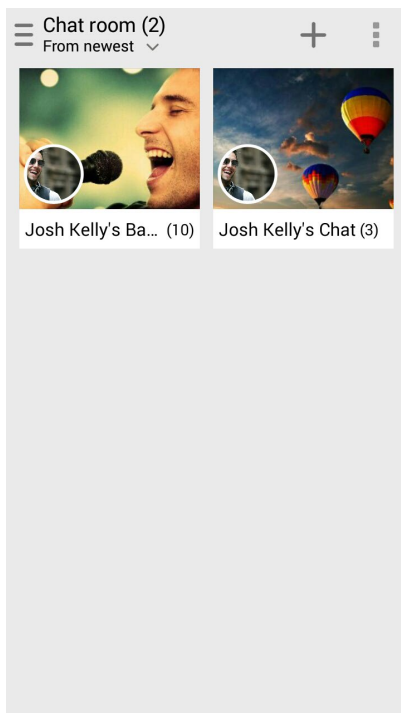 Chat room (2)
From newest
Josh Kelly's Ba... (10)
Josh Kelly's Chat (3)